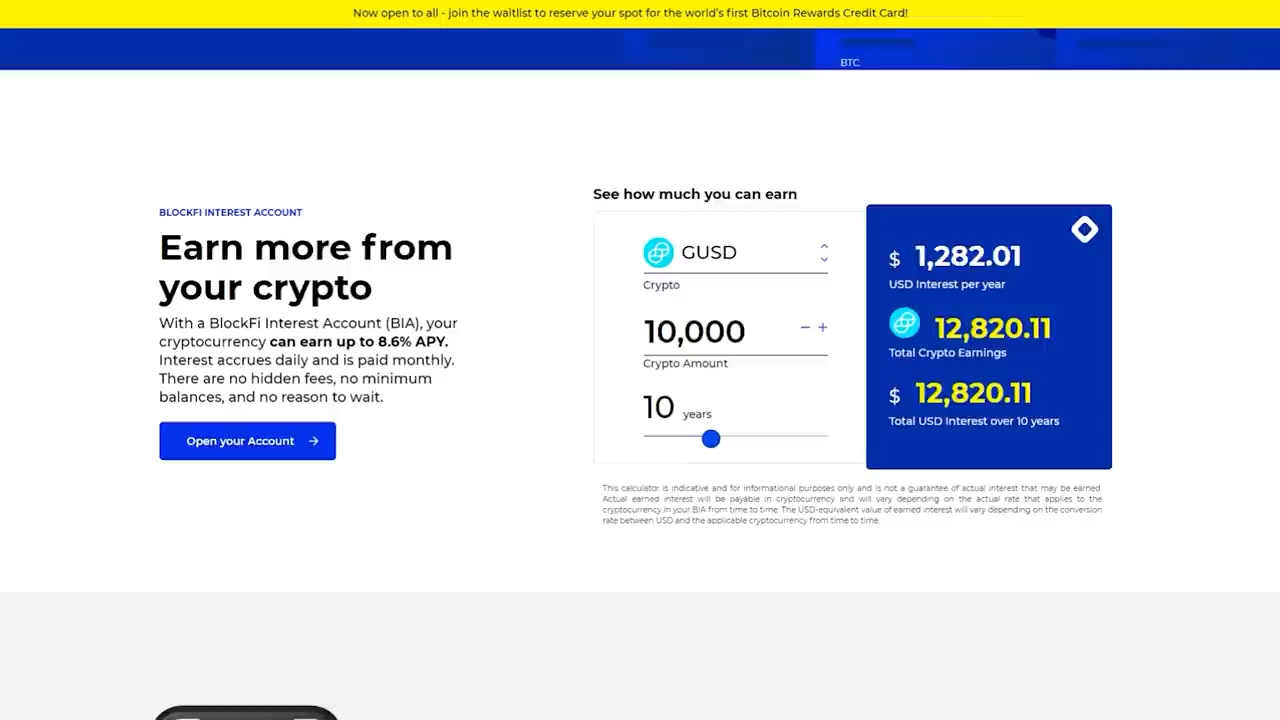 Now open to all - join the waitlist to reserve your spot for the world's first Bitcoin Rewards Credit Card!
BTC
BLOCKFI INTEREST ACCOUNT
Earn more from
your crypto
With a BlockFi Interest Account (BIA), your
cryptocurrency can earn up to 8.6% APY.
Interest accrues daily and is paid monthly.
There are no hidden fees, no minimum
balances, and no reason to wait.
Open your Account →
See how much you can earn
GUSD
Crypto
10,000 − +
Crypto Amount
10 years
$ 1,282.01
USD Interest per year
12,820.11
Total Crypto Earnings
$ 12,820.11
Total USD Interest over 10 years
This calculator is indicative and for informational purposes only and is not a guarantee of actual interest that may be earned.
Actual earned interest will be payable in cryptocurrency and will vary depending on the actual rate that applies to the
cryptocurrency in your BIA from time to time. The USD-equivalent value of earned interest will vary depending on the conversion
rate between USD and the applicable cryptocurrency from time to time.